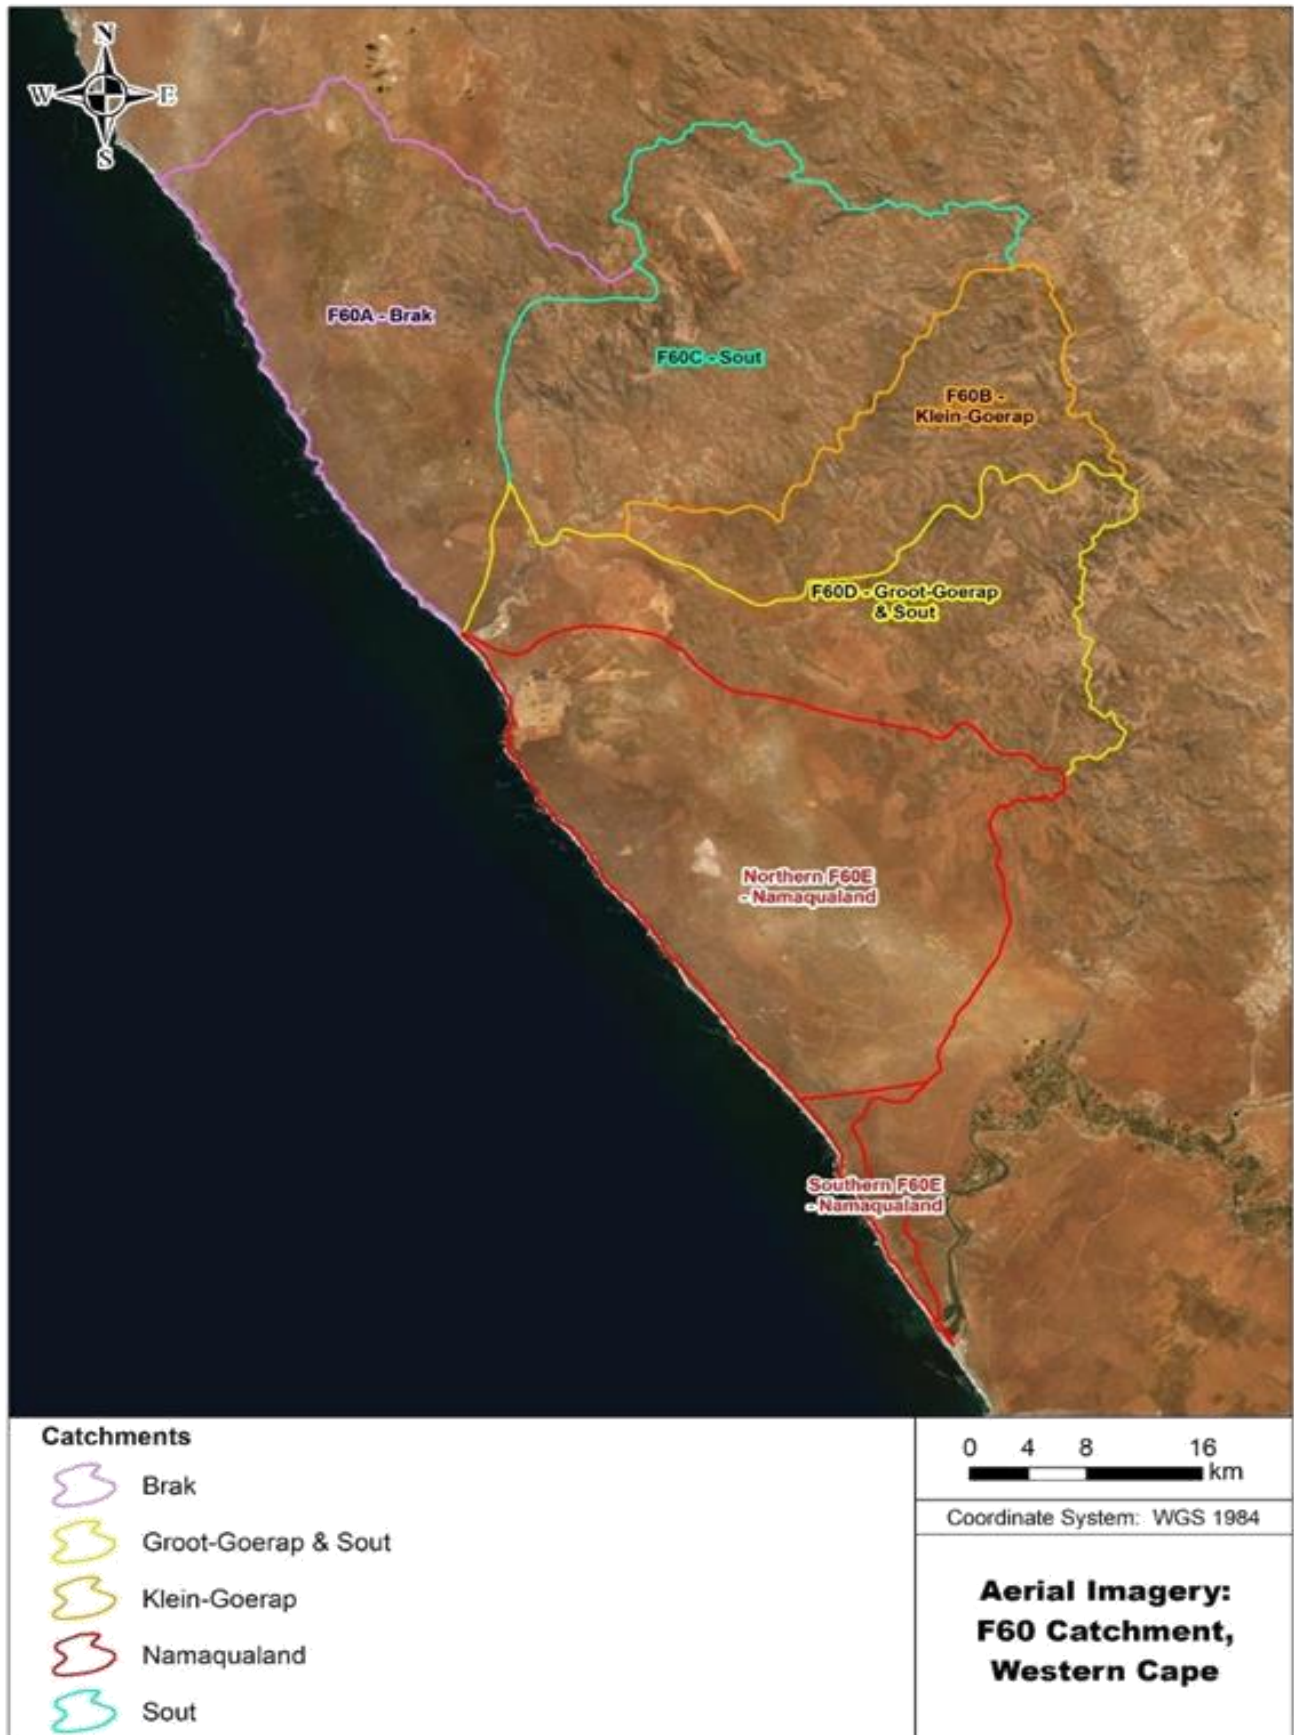 N
W E
S
F60A - Brak
F60C - Sout
F60B -
Klein-Goerap
F60D - Groot-Goerap
& Sout
Northern F60E
- Namaqualand
Southern F60E
- Namaqualand
Catchments
Brak
Groot-Goerap & Sout
Klein-Goerap
Namaqualand
Sout
0 4 8 16
km
Coordinate System: WGS 1984
Aerial Imagery:
F60 Catchment,
Western Cape